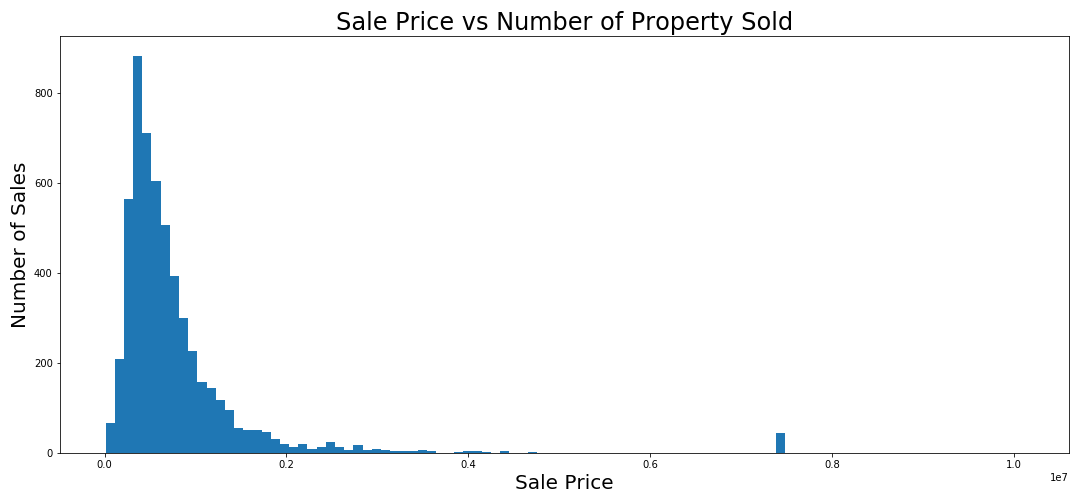 Sale Price vs Number of Property Sold
Number of Sales
800
600
400
200
0
0.0 0.2 0.4 0.6 0.8 1.0
1e7
Sale Price